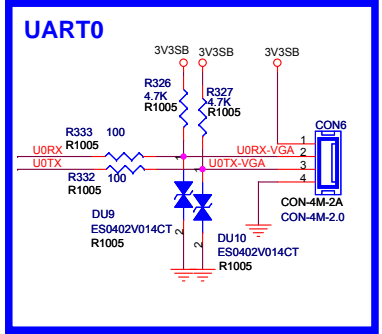 UART0
3V3SB 3V3SB 3V3SB
R326
4.7K
R1005
R327
4.7K
R1005
R333 100
R1005
U0RX
U0TX
R332 100
R1005
U0RX-VGA
U0TX-VGA
CON6
1
2
3
4
CON-4M-2A
CON-4M-2.0
1
1
2
2
DU9
ES0402V014CT
R1005
DU10
ES0402V014CT
R1005